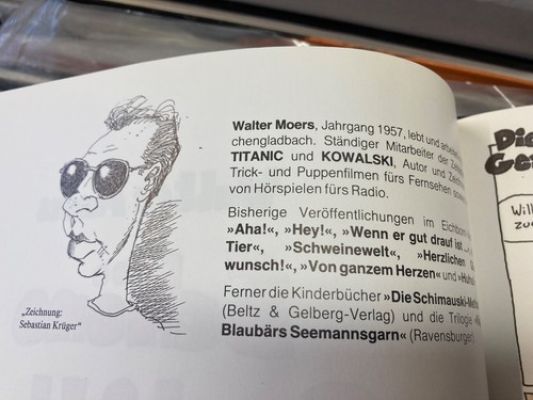 Walter Moers, Jahrgang 1957, lebt und arbeitet
chengladbach. Ständiger Mitarbeiter der
TITANIC und KOWALSKI, Autor und
Trick- und Puppenfilmen fürs Fernsehen
von Hörspielen fürs Radio.
Bisherige Veröffentlichungen im
»Aha!«, »Hey!«, »Wenn er gut drauf ist
Tier«, »Schweinewelt«, »Herzlichen
wunsch!«, »Von ganzem Herzen« und
Ferner die Kinderbücher »Die Schimauski-
(Beltz & Gelberg-Verlag) und die Trilogie
Blaubärs Seemannsgarn« (Ravensburger)
„Zeichnung:
Sebastian Krüger"
Die
Will